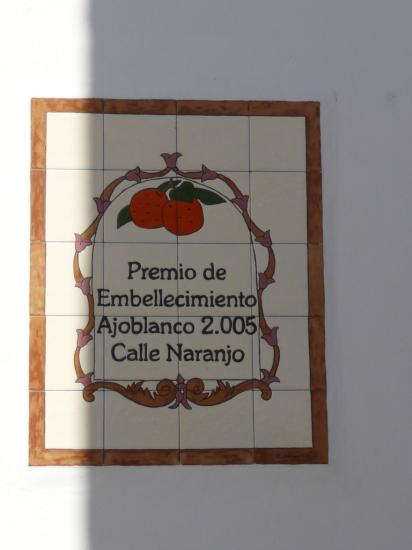 Premio de
Embellecimiento
Ajoblanco 2.005
Calle Naranjo